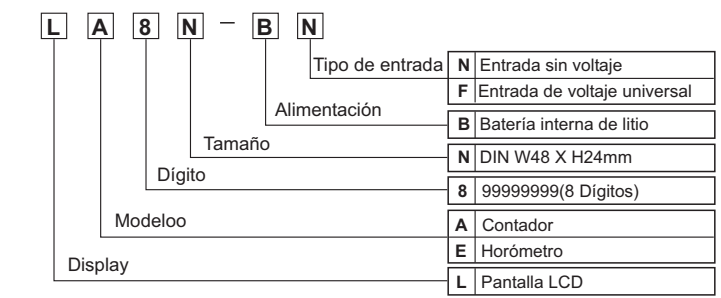 L A 8 N - B N
Tipo de entrada N Entrada sin voltaje
F Entrada de voltaje universal
Alimentación B Batería interna de litio
Tamaño N DIN W48 X H24mm
Dígito 8 99999999(8 Dígitos)
Modeloo A Contador
E Horómetro
Display L Pantalla LCD